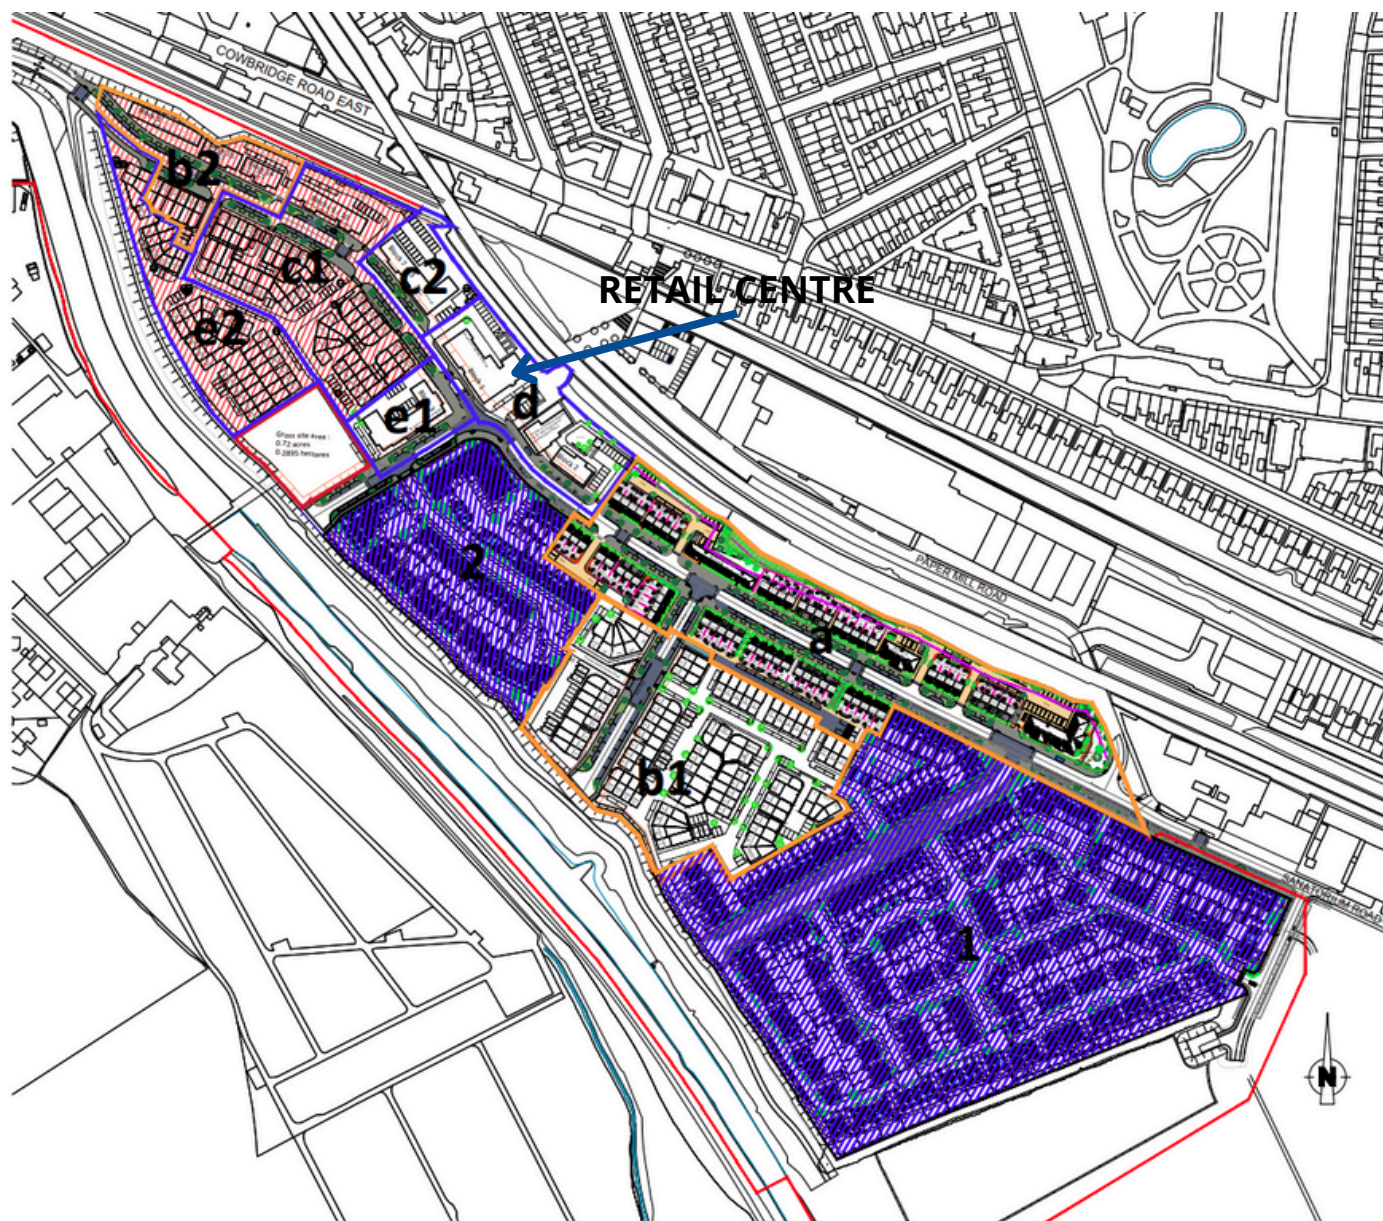 COWBRIDGE ROAD EAST
b2
c1
c2
RETAIL CENTRE
e2
e1
d
Gross site Area :
0.72 acres
0.2895 hectares
2
PAPER MILL ROAD
a
b1
SANATORIUM ROAD
1
N